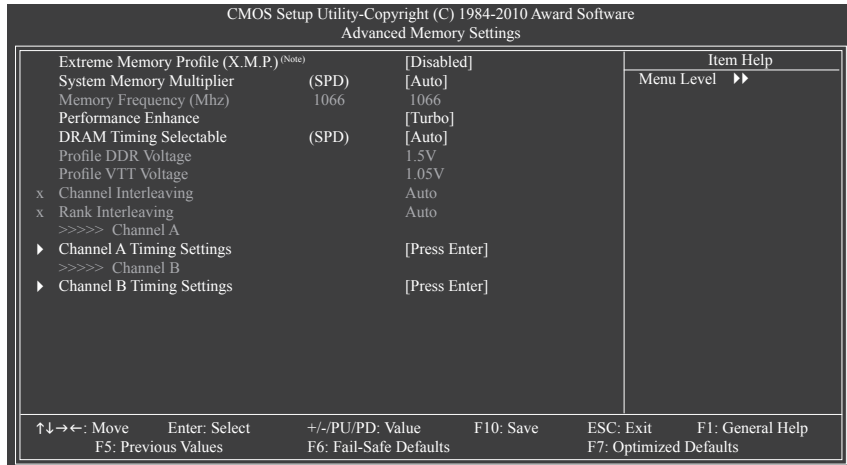 CMOS Setup Utility-Copyright (C) 1984-2010 Award Software
Advanced Memory Settings
Extreme Memory Profile (X.M.P.) (Note) [Disabled]
System Memory Multiplier (SPD) [Auto]
Memory Frequency (Mhz) 1066 1066
Performance Enhance [Turbo]
DRAM Timing Selectable (SPD) [Auto]
Profile DDR Voltage 1.5V
Profile VTT Voltage 1.05V
x Channel Interleaving Auto
x Rank Interleaving Auto
>>>>> Channel A
Channel A Timing Settings [Press Enter]
>>>>> Channel B
Channel B Timing Settings [Press Enter]
Item Help
Menu Level
↑↓→←: Move Enter: Select +/-/PU/PD: Value F10: Save ESC: Exit F1: General Help
F5: Previous Values F6: Fail-Safe Defaults F7: Optimized Defaults